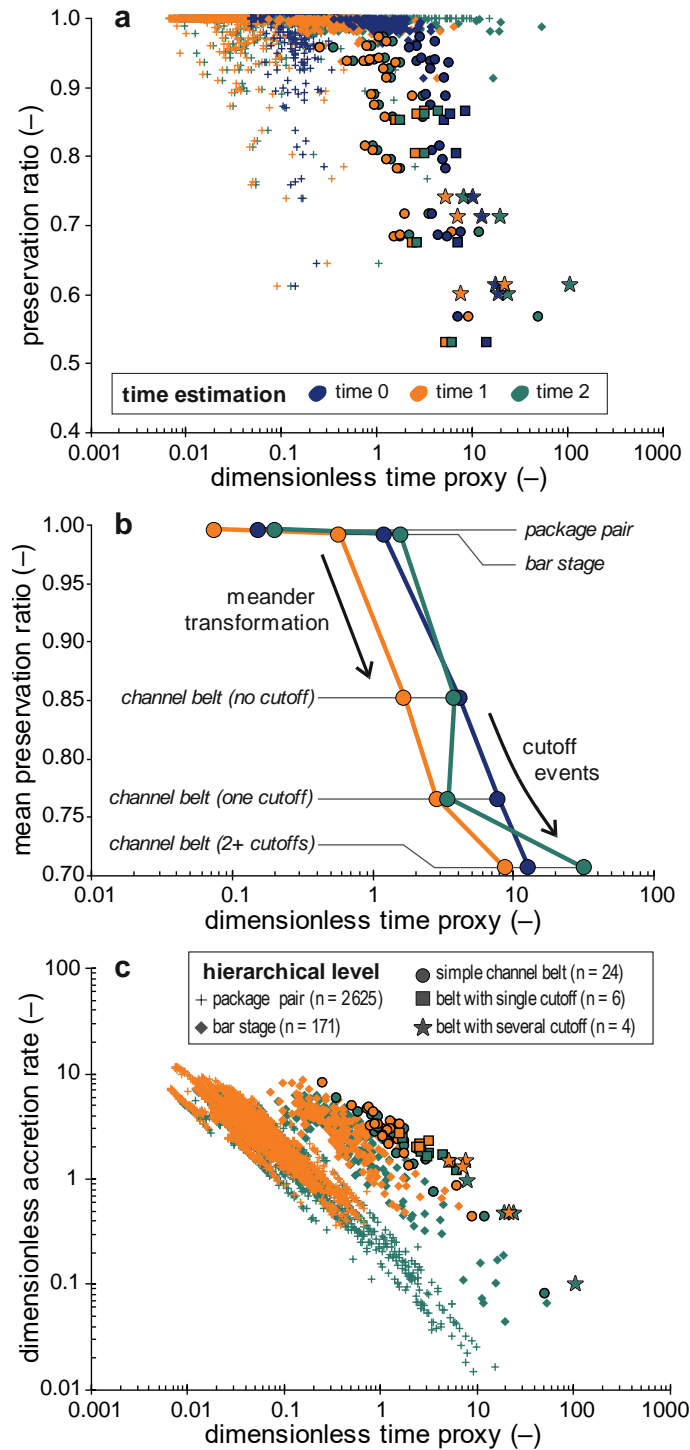 a
1.0
0.9
0.8
0.7
0.6
0.5
0.4
preservation ratio (–)
time estimation
time 0
time 1
time 2
0.001
0.01
0.1
1
10
100
1000
dimensionless time proxy (–)
b
1.00
0.95
0.90
0.85
0.80
0.75
0.70
mean preservation ratio (–)
package pair
bar stage
meander
transformation
channel belt (no cutoff)
cutoff
events
channel belt (one cutoff)
channel belt (2+ cutoffs)
0.01
0.1
1
10
100
dimensionless time proxy (–)
c
100
10
1
0.1
0.01
dimensionless accretion rate (–)
hierarchical level
package pair (n = 2625)
bar stage (n = 171)
simple channel belt (n = 24)
belt with single cutoff (n = 6)
belt with several cutoff (n = 4)
0.001
0.01
0.1
1
10
100
1000
dimensionless time proxy (–)